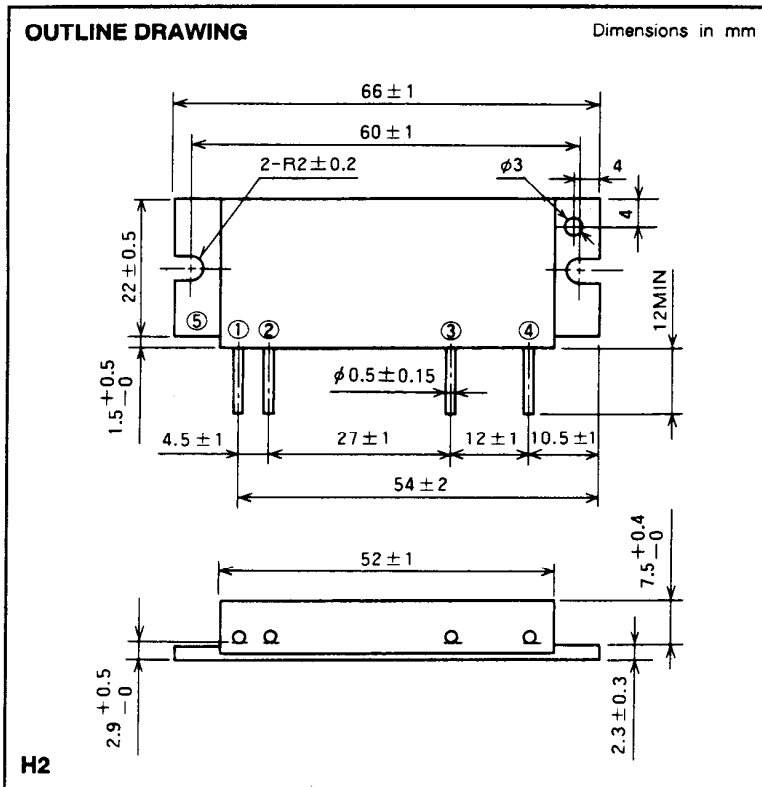 OUTLINE DRAWING
Dimensions in mm
66±1
60±1
2-R2±0.2
ϕ3
4
4
22±0.5
12MIN
⑤
①
②
③
④
ϕ0.5±0.15
1.5 +0.5 −0
4.5±1
27±1
12±1
10.5±1
54±2
52±1
7.5 +0.4 −0
2.9 +0.5 −0
2.3±0.3
H2